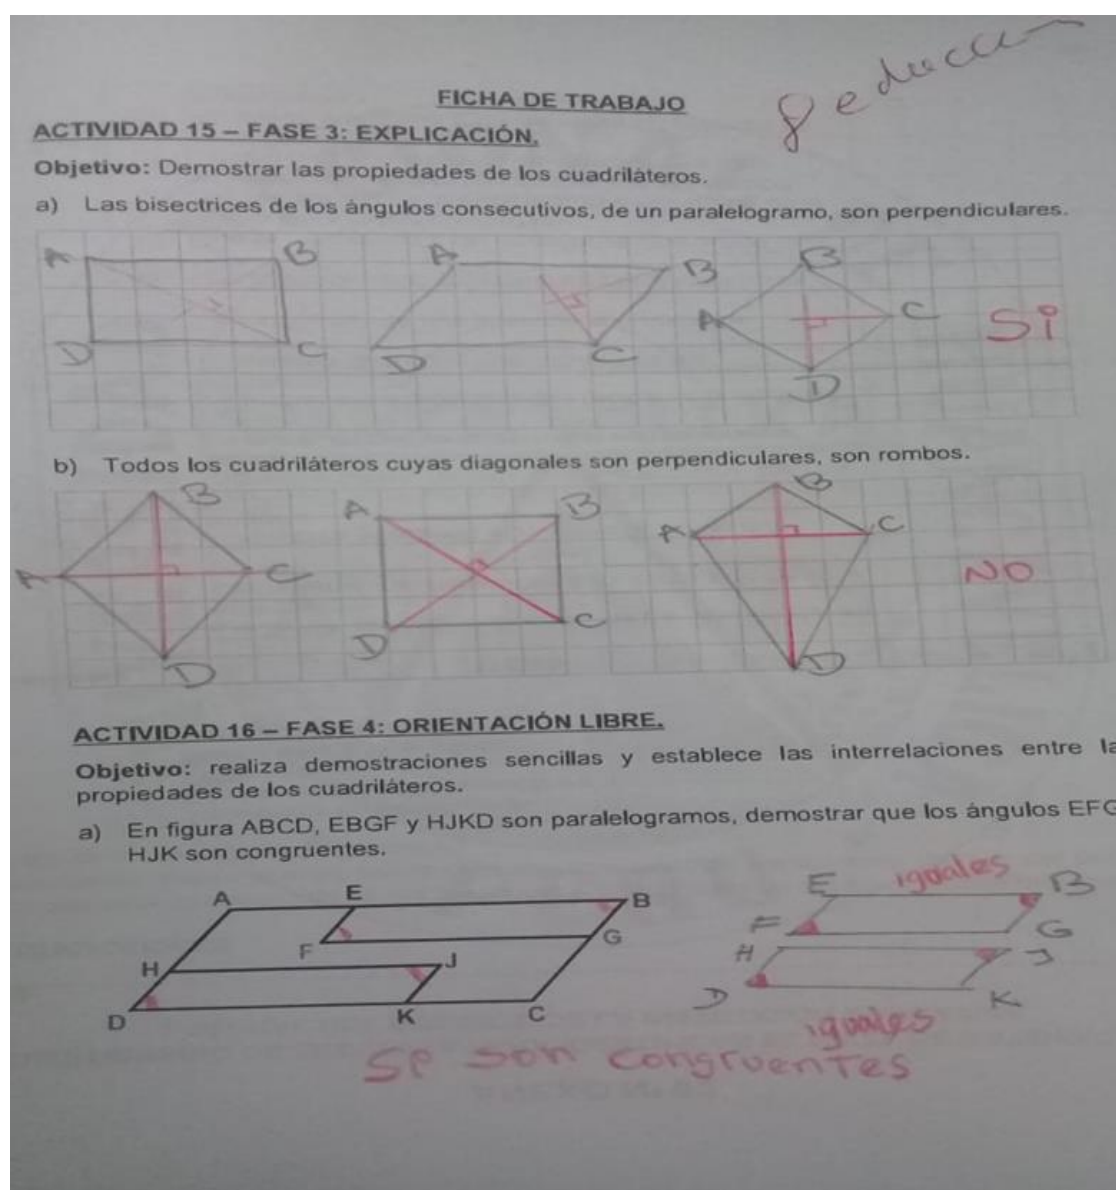 8 educación
FICHA DE TRABAJO
ACTIVIDAD 15 – FASE 3: EXPLICACIÓN.
Objetivo: Demostrar las propiedades de los cuadriláteros.
a) Las bisectrices de los ángulos consecutivos, de un paralelogramo, son perpendiculares.
A B A B B
A C Si
D C D C D
b) Todos los cuadriláteros cuyas diagonales son perpendiculares, son rombos.
B A B B
A C A C NO
D D C D
ACTIVIDAD 16 – FASE 4: ORIENTACIÓN LIBRE.
Objetivo: realiza demostraciones sencillas y establece las interrelaciones entre la
propiedades de los cuadriláteros.
a) En figura ABCD, EBGF y HJKD son paralelogramos, demostrar que los ángulos EFG
HJK son congruentes.
A E B E iguales B
F G F G
H J H J
D K C D K
iguales
Si son congruentes